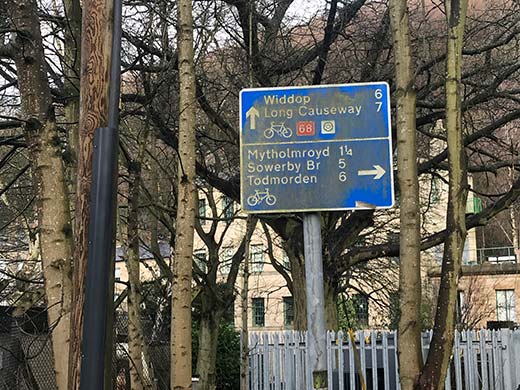 Widdop 6
Long Causeway 7
68
Mytholmroyd 1¼
Sowerby Br 5
Todmorden 6